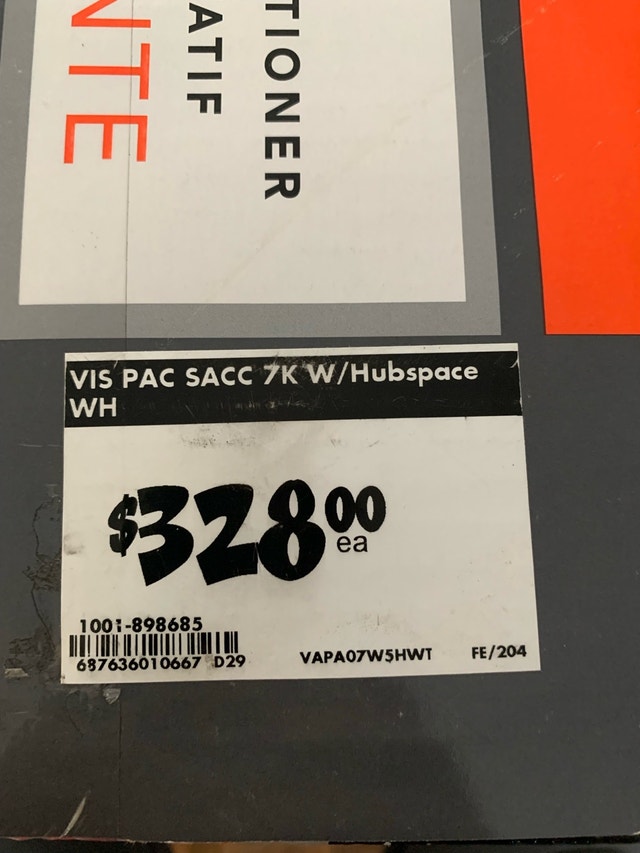 TIONER
ATIF
NTE
VIS PAC SACC 7K W/Hubspace
WH
$328 00
ea
1001-898685
687636010667 D29
VAPA07W5HWT
FE/204